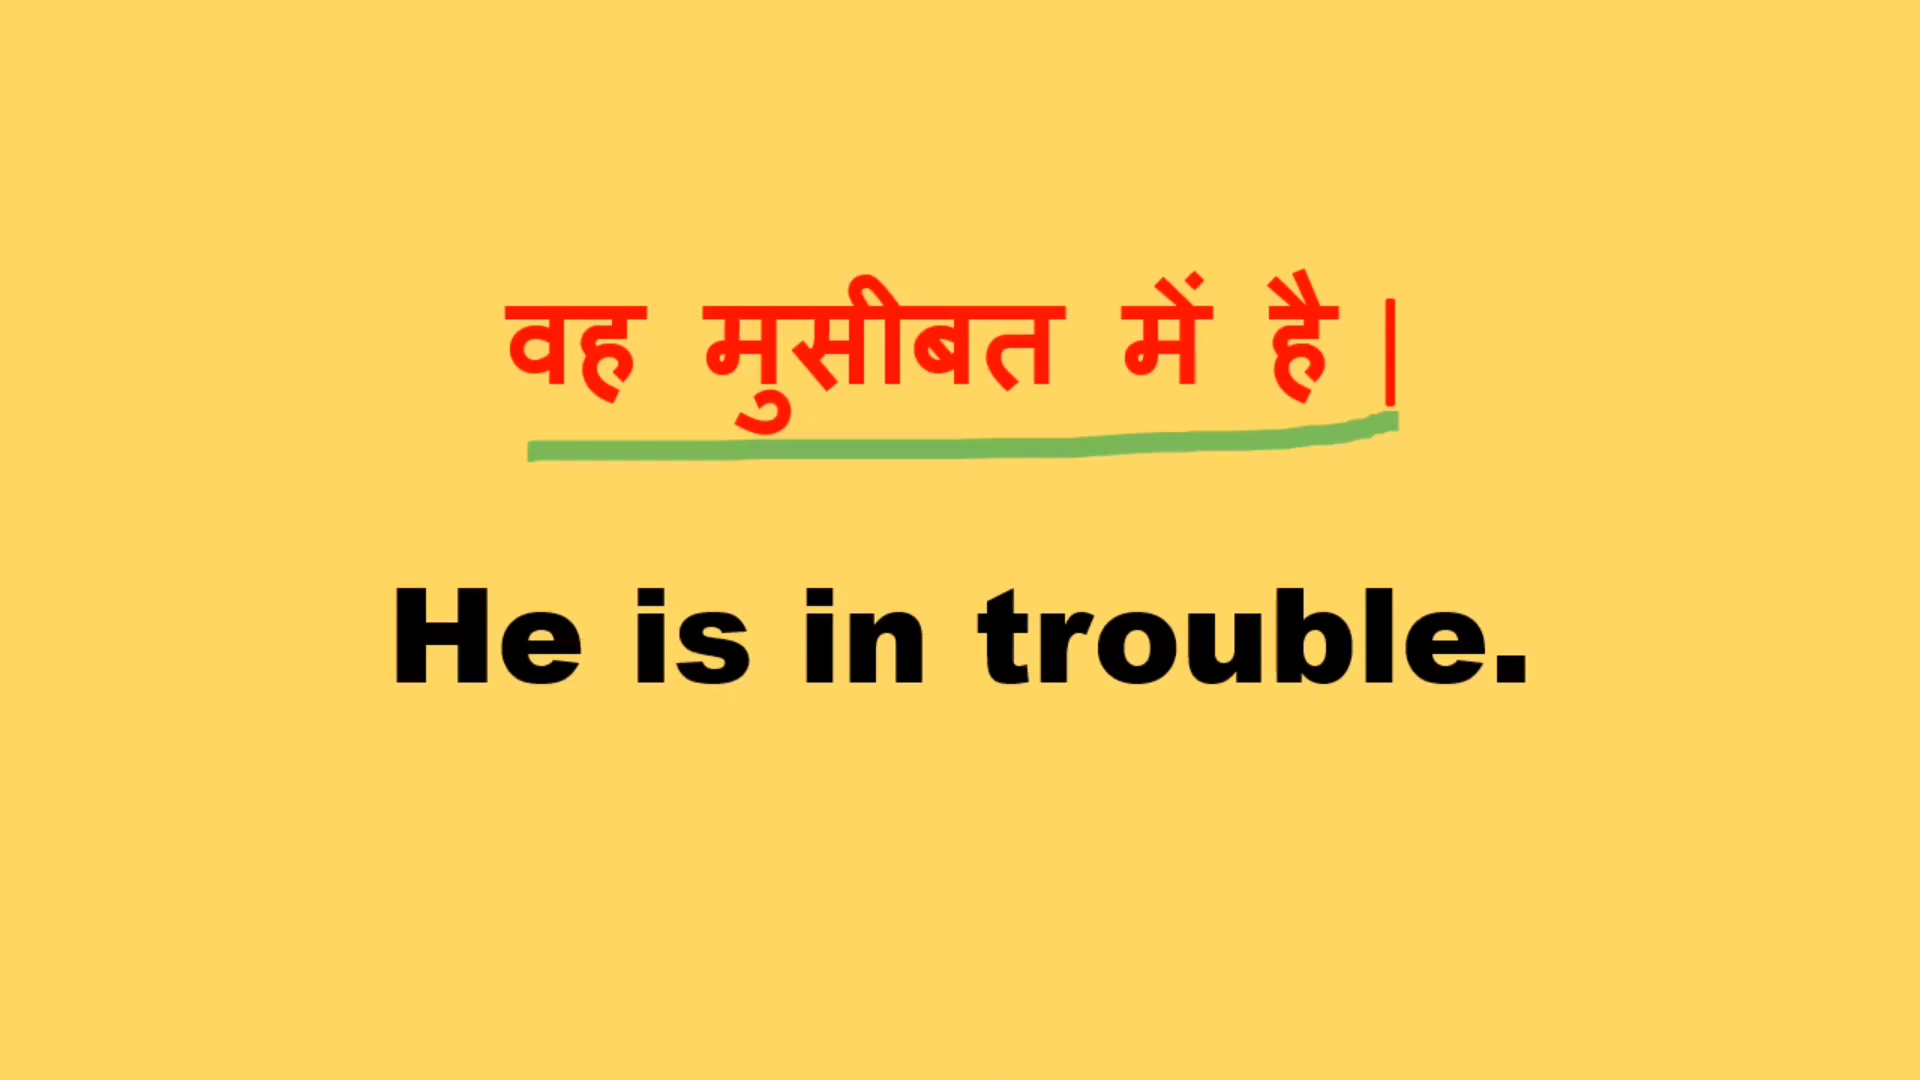 वह मुसीबत में है |
He is in trouble.